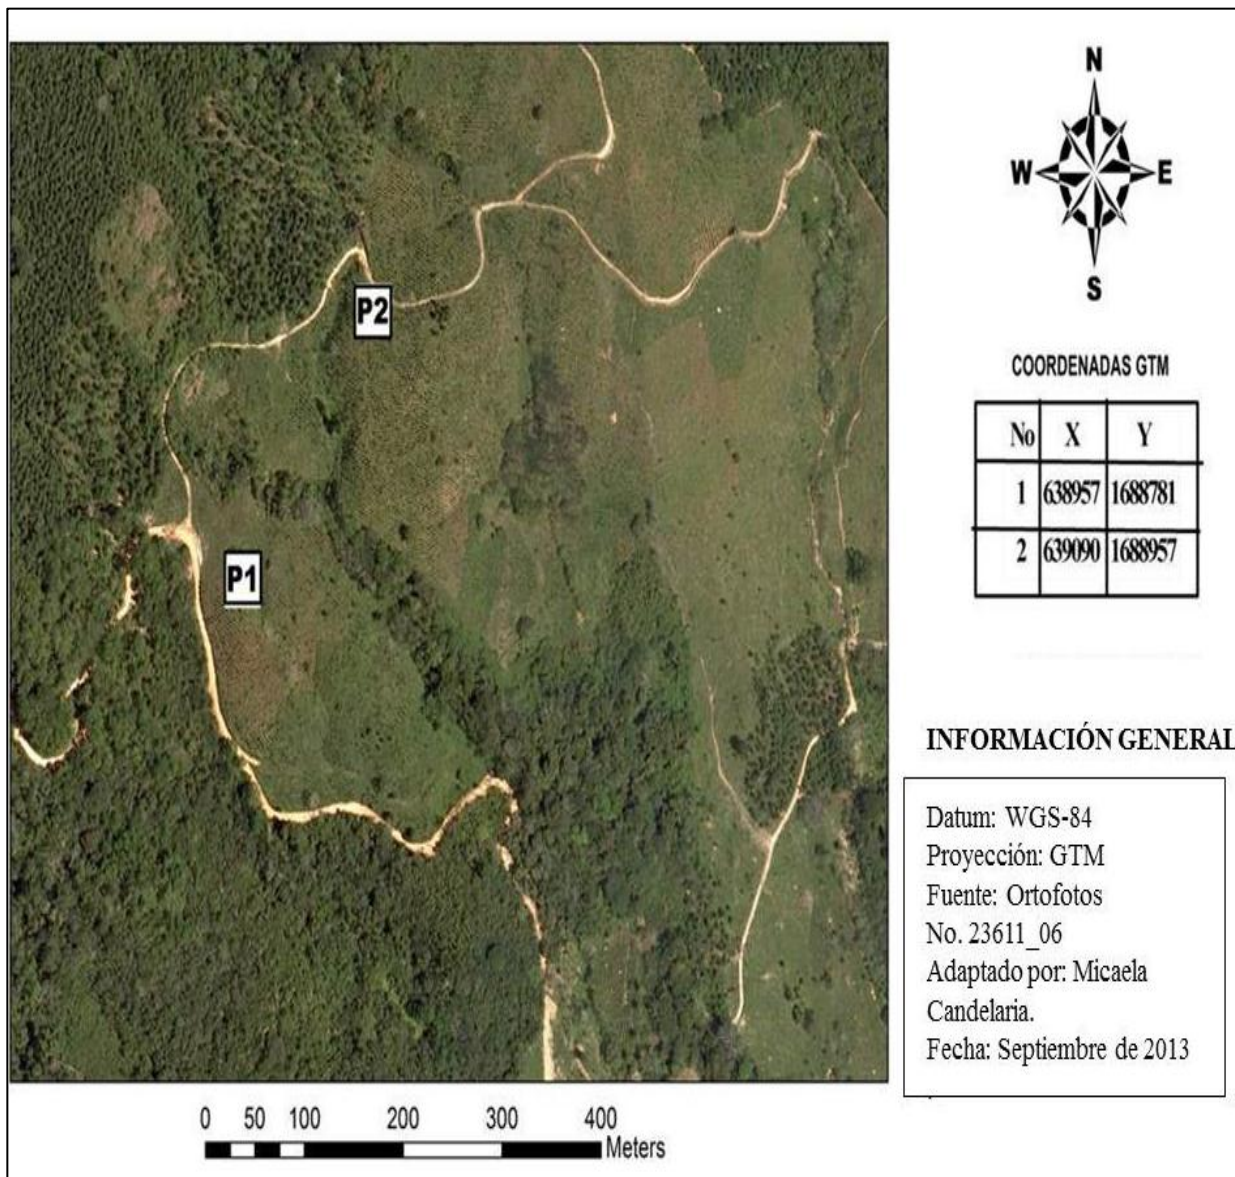 N
W
E
S
P2
P1
COORDENADAS GTM
No X Y
1 638957 1688781
2 639090 1688957
INFORMACIÓN GENERAL
Datum: WGS-84
Proyección: GTM
Fuente: Ortofotos
No. 23611_06
Adaptado por: Micaela
Candelaria.
Fecha: Septiembre de 2013
0 50 100 200 300 400
Meters